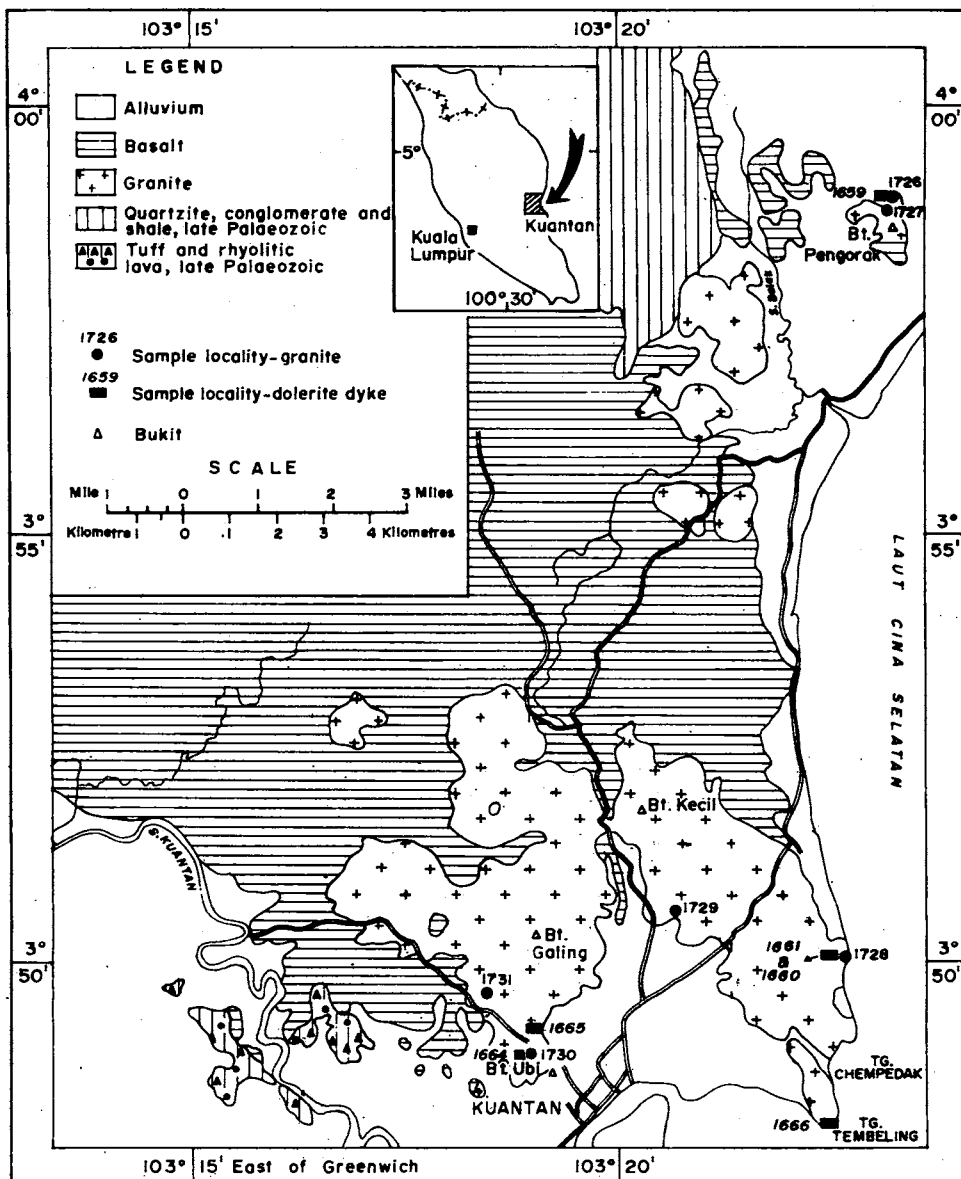 103° 15'
103° 20'
4° 00'
4° 00'
LEGEND
Alluvium
Basalt
Granite
Quartzite, conglomerate and
shale, late Palaeozoic
Tuff and rhyolitic
lava, late Palaeozoic
1726
Sample locality-granite
1659
Sample locality-dolerite dyke
Bukit
SCALE
Mile 1 0 1 2 3 Miles
Kilometre 1 0 1 2 3 4 Kilometres
5°
Kuala
Lumpur
Kuantan
100° 30'
1659
1726
1727
Bt.
Pengorak
3° 55'
3° 55'
LAUT CINA SELATAN
S. KUANTAN
Bt. Kecil
1729
Bt.
Galing
1731
1661
&
1660
1728
3° 50'
3° 50'
1665
1664
1730
Bt. Ubi
KUANTAN
TG.
CHEMPEDAK
1666
TG.
TEMBELING
103° 15' East of Greenwich
103° 20'